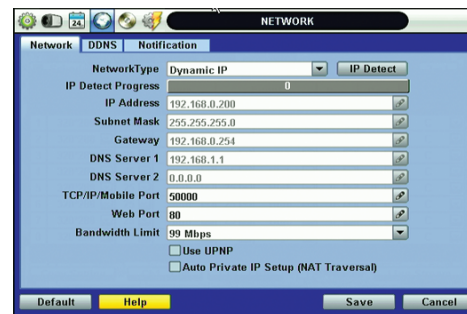 24
NETWORK
Network DDNS Notification
NetworkType Dynamic IP IP Detect
IP Detect Progress 0
IP Address 192.168.0.200
Subnet Mask 255.255.255.0
Gateway 192.168.0.254
DNS Server 1 192.168.1.1
DNS Server 2 0.0.0.0
TCP/IP/Mobile Port 50000
Web Port 80
Bandwidth Limit 99 Mbps
Use UPNP
Auto Private IP Setup (NAT Traversal)
Default Help Save Cancel